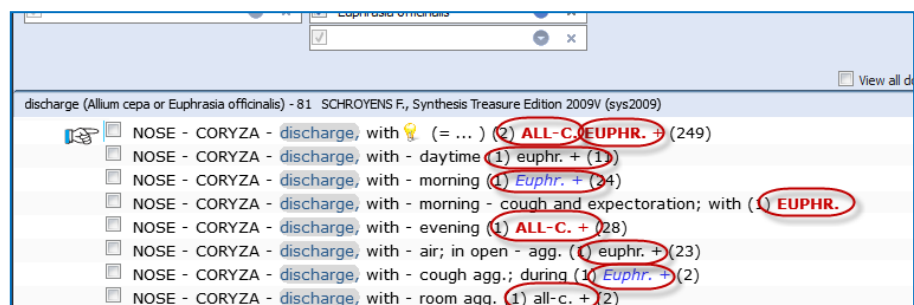 Euphrasia officinalis
View all d
discharge (Allium cepa or Euphrasia officinalis) - 81 SCHROYENS F., Synthesis Treasure Edition 2009V (sys2009)
NOSE - CORYZA - discharge, with (= ... ) (2) ALL-C. EUPHR. + (249)
NOSE - CORYZA - discharge, with - daytime (1) euphr. + (11)
NOSE - CORYZA - discharge, with - morning (1) Euphr. + (24)
NOSE - CORYZA - discharge, with - morning - cough and expectoration; with (1) EUPHR.
NOSE - CORYZA - discharge, with - evening (1) ALL-C. + (28)
NOSE - CORYZA - discharge, with - air; in open - agg. (1) euphr. + (23)
NOSE - CORYZA - discharge, with - cough agg.; during (1) Euphr. + (2)
NOSE - CORYZA - discharge, with - room agg. (1) all-c. + (2)